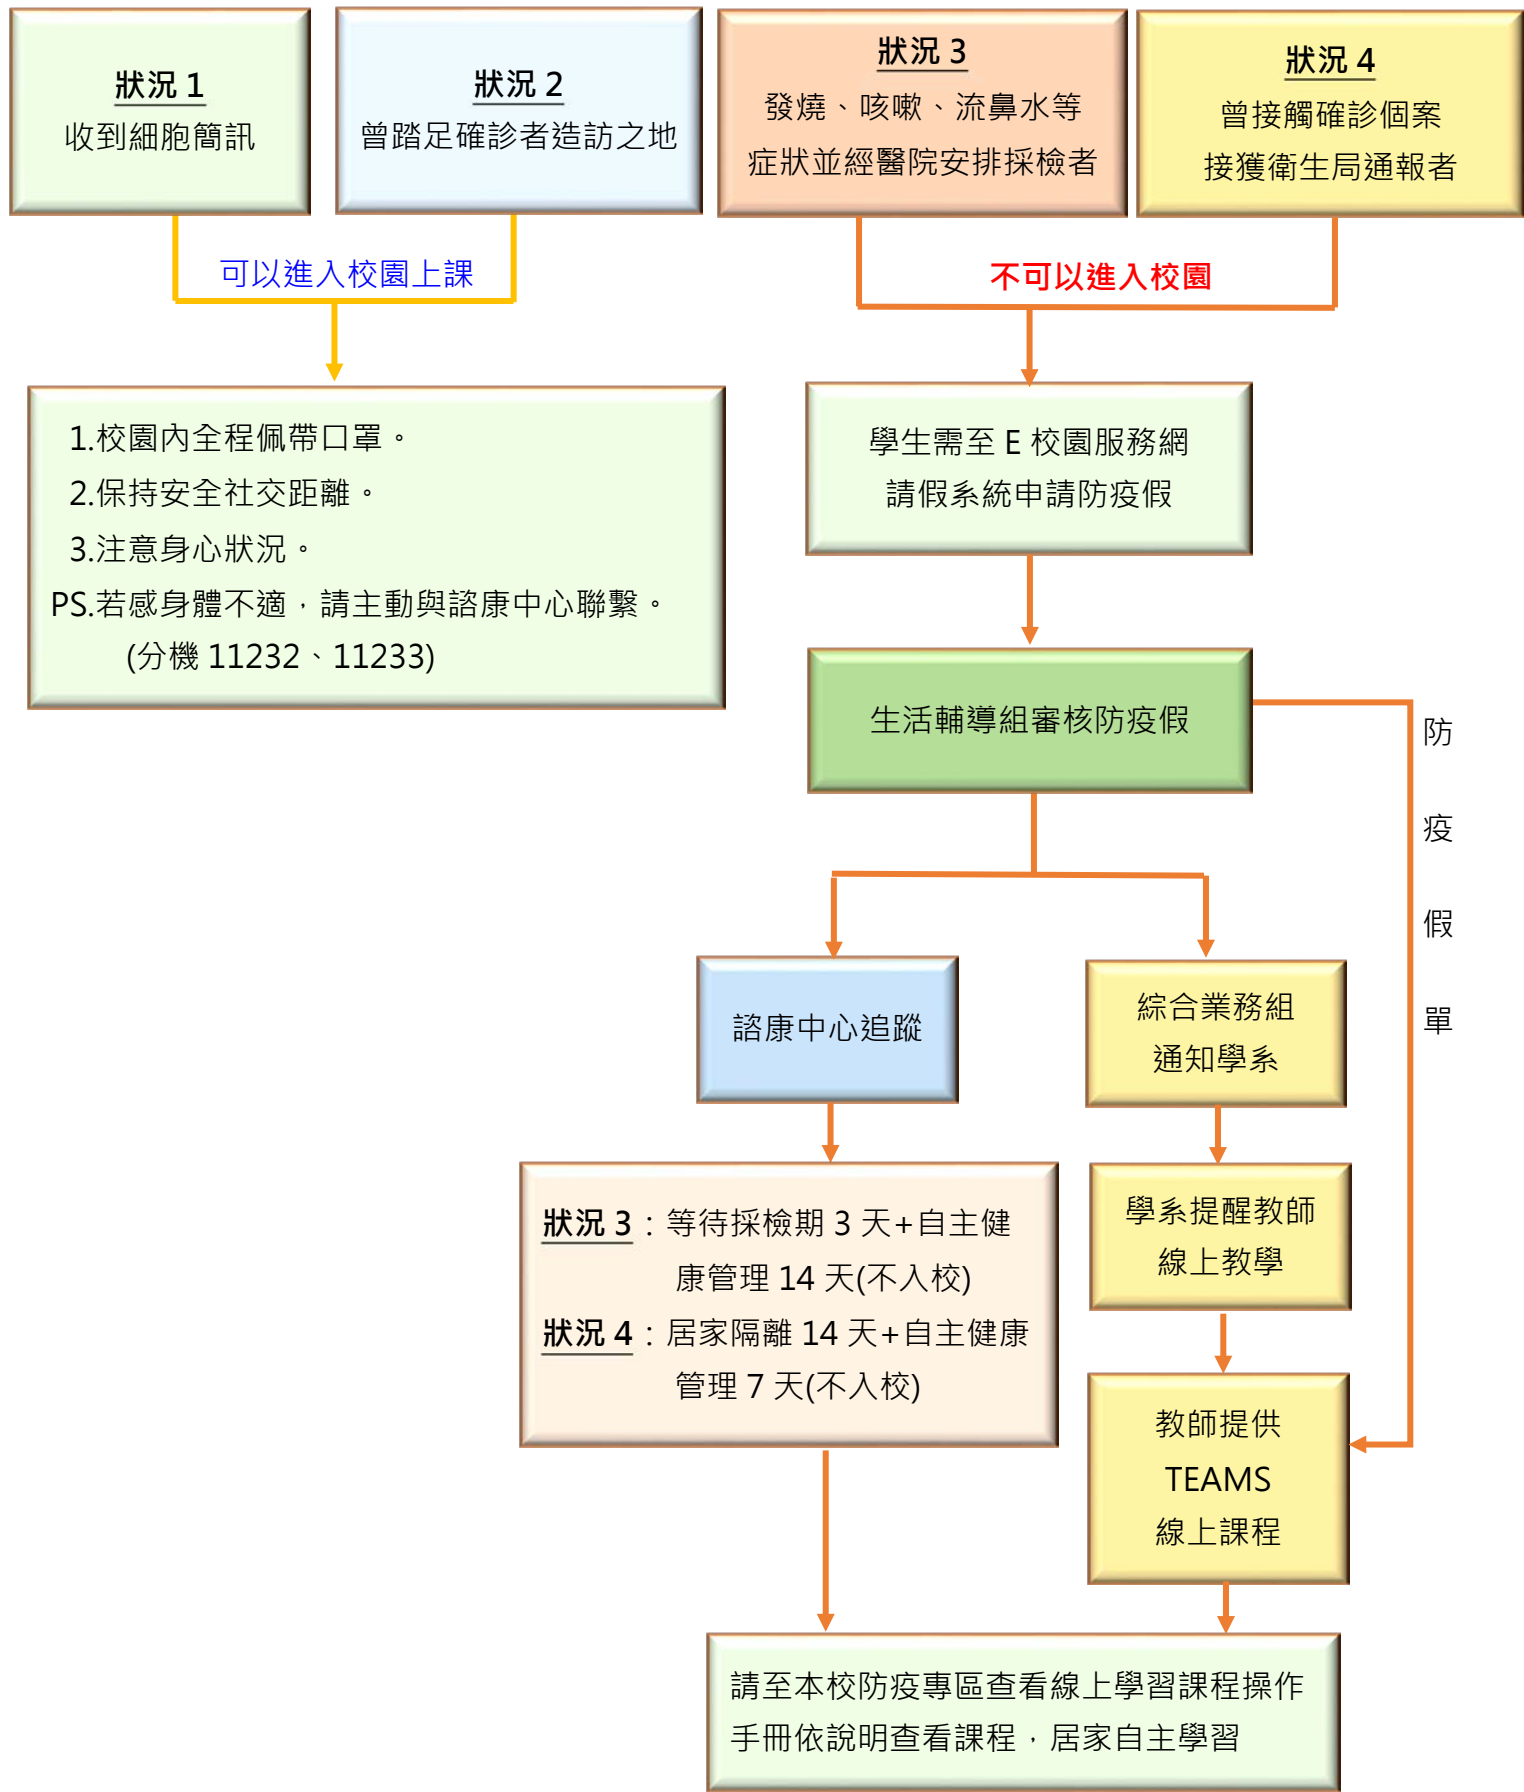 狀況 1
收到細胞簡訊
狀況 2
曾踏足確診者造訪之地
狀況 3
發燒、咳嗽、流鼻水等
症狀並經醫院安排採檢者
狀況 4
曾接觸確診個案
接獲衛生局通報者
可以進入校園上課
不可以進入校園
1.校園內全程佩帶口罩。
2.保持安全社交距離。
3.注意身心狀況。
PS.若感身體不適，請主動與諮康中心聯繫。
(分機 11232、11233)
學生需至 E 校園服務網
請假系統申請防疫假
生活輔導組審核防疫假
防
疫
假
單
諮康中心追蹤
綜合業務組
通知學系
狀況 3：等待採檢期 3 天+自主健
康管理 14 天(不入校)
狀況 4：居家隔離 14 天+自主健康
管理 7 天(不入校)
學系提醒教師
線上教學
教師提供
TEAMS
線上課程
請至本校防疫專區查看線上學習課程操作
手冊依說明查看課程，居家自主學習